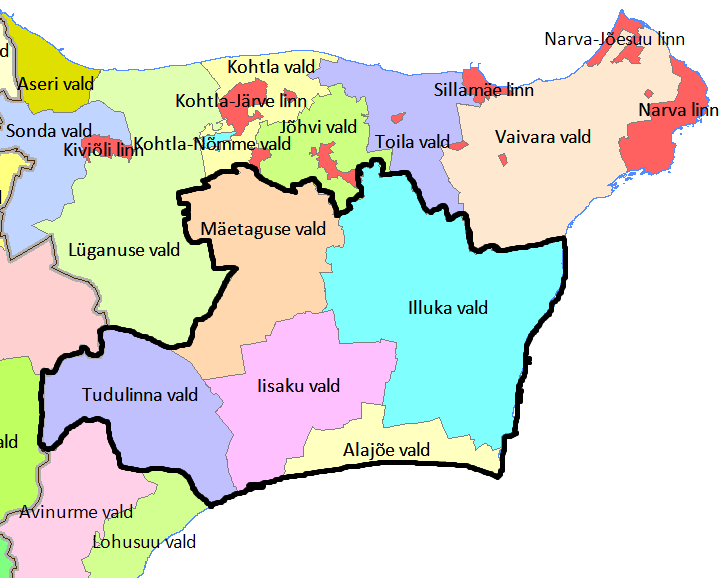 Narva-Jõesuu linn
d
Kohtla vald
Aseri vald
Sillamäe linn
Kohtla-Järve linn
Narva linn
Jõhvi vald
Sonda vald
Vaivara vald
Toila vald
Kohtla-Nõmme vald
Kiviõli linn
Mäetaguse vald
Lüganuse vald
Illuka vald
Iisaku vald
Tudulinna vald
ald
Alajõe vald
Avinurme vald
Lohusuu vald